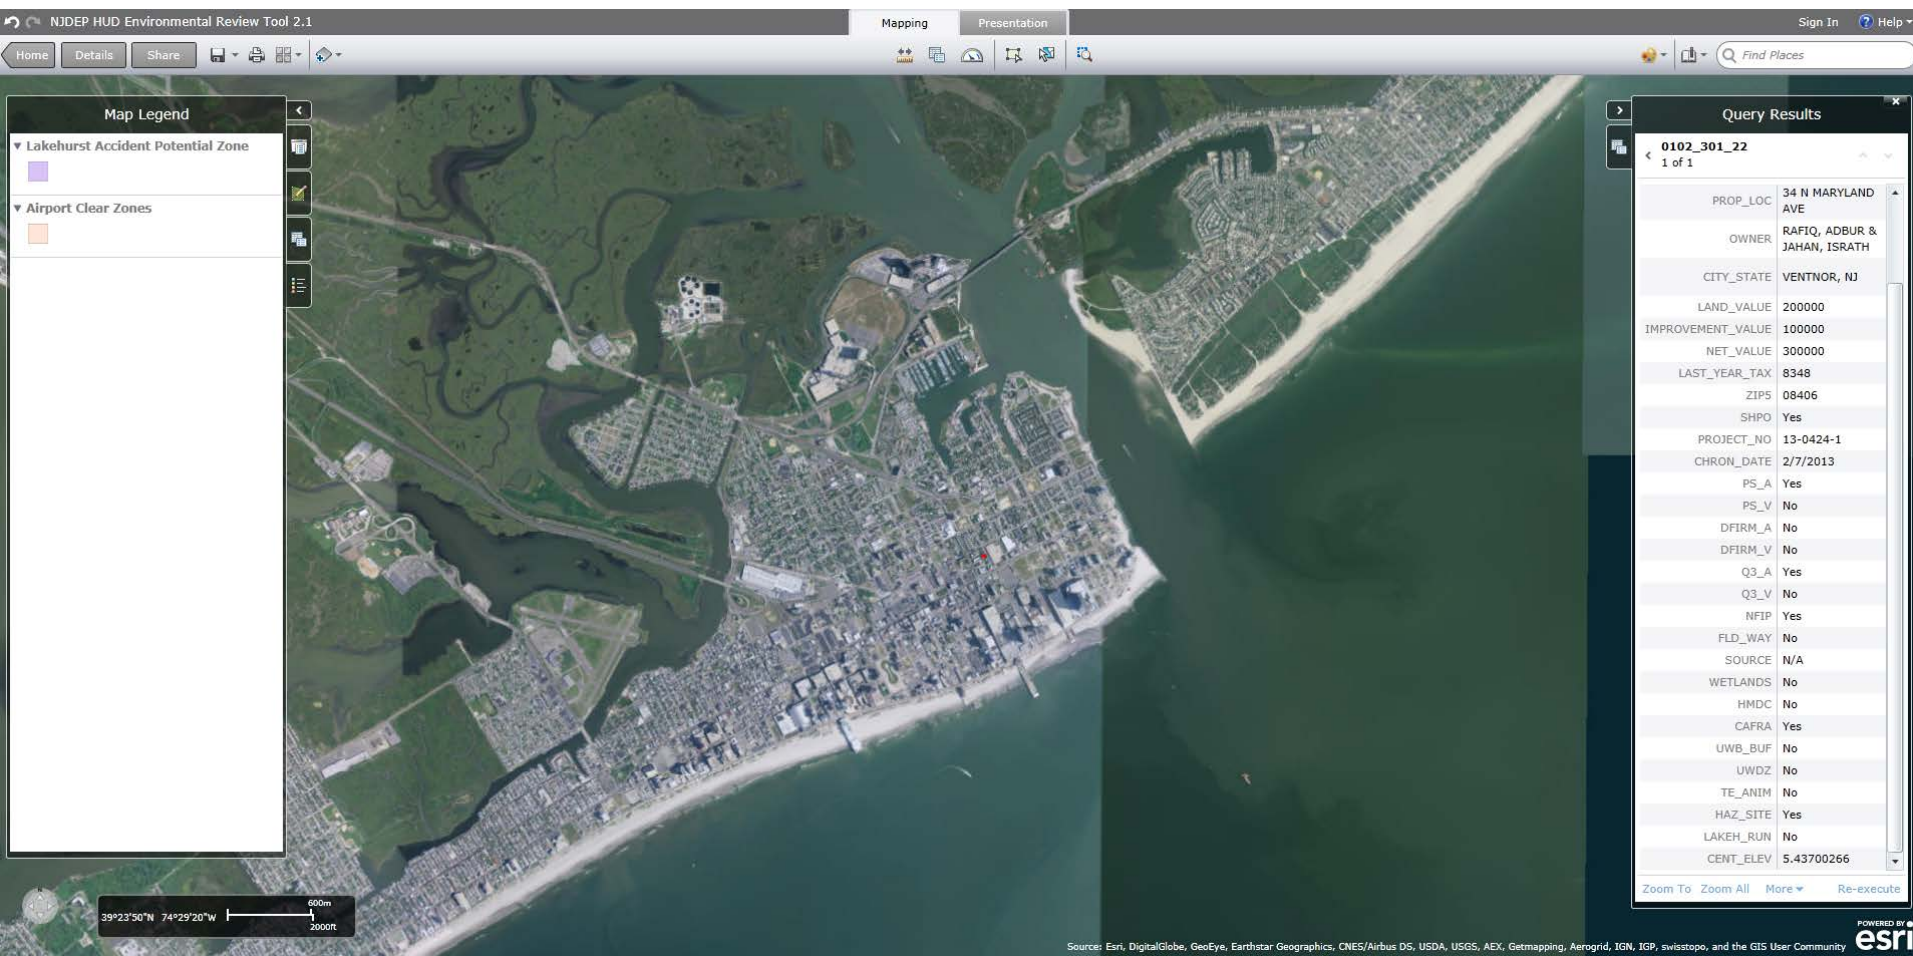 NJDEP HUD Environmental Review Tool 2.1
Mapping
Presentation
Sign In
Help
Home
Details
Share
Find Places
Map Legend
Lakehurst Accident Potential Zone
Airport Clear Zones
Query Results
0102_301_22
1 of 1
PROP_LOC 34 N MARYLAND
AVE
OWNER RAFIQ, ADBUR &
JAHAN, ISRATH
CITY_STATE VENTNOR, NJ
LAND_VALUE 200000
IMPROVEMENT_VALUE 100000
NET_VALUE 300000
LAST_YEAR_TAX 8348
ZIP5 08406
SHPO Yes
PROJECT_NO 13-0424-1
CHRON_DATE 2/7/2013
PS_A Yes
PS_V No
DFIRM_A No
DFIRM_V No
Q3_A Yes
Q3_V No
NFIP Yes
FLD_WAY No
SOURCE N/A
WETLANDS No
HMDC No
CAFRA Yes
UWB_BUF No
UWDZ No
TE_ANIM No
HAZ_SITE Yes
LAKEH_RUN No
CENT_ELEV 5.43700266
Zoom To Zoom All More Re-execute
39°23'50"N 74°29'20"W
600m
2000ft
POWERED BY
esri
Source: Esri, DigitalGlobe, GeoEye, Earthstar Geographics, CNES/Airbus DS, USDA, USGS, AEX, Getmapping, Aerogrid, IGN, IGP, swisstopo, and the GIS User Community